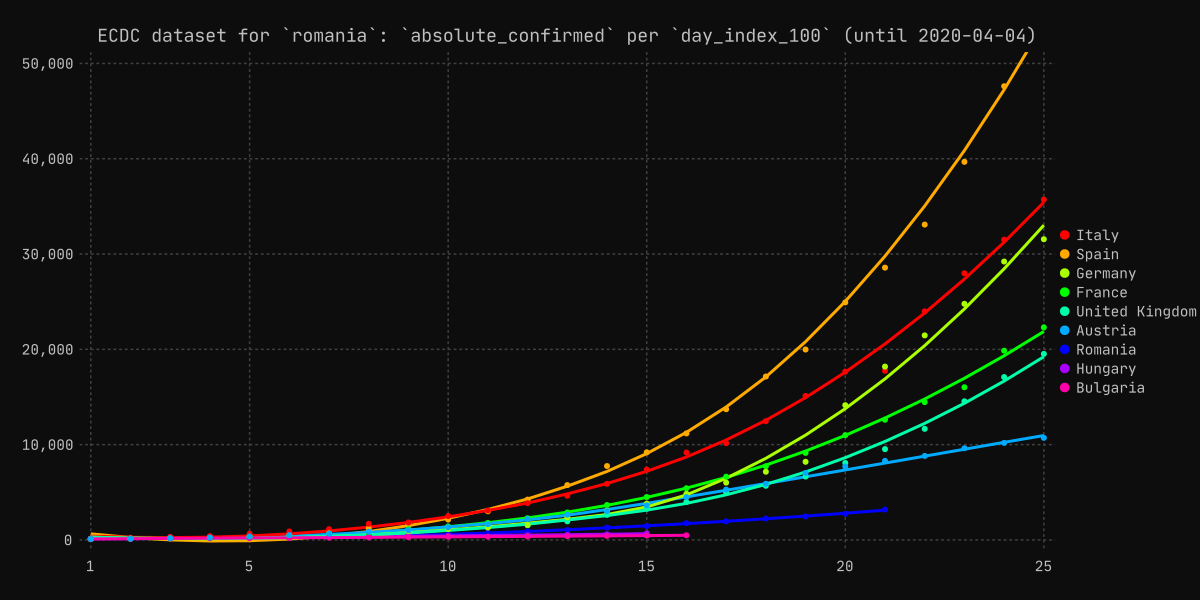 ECDC dataset for `romania`: `absolute_confirmed` per `day_index_100` (until 2020-04-04)
50,000
40,000
30,000
20,000
10,000
0
1 5 10 15 20 25
Italy
Spain
Germany
France
United Kingdom
Austria
Romania
Hungary
Bulgaria